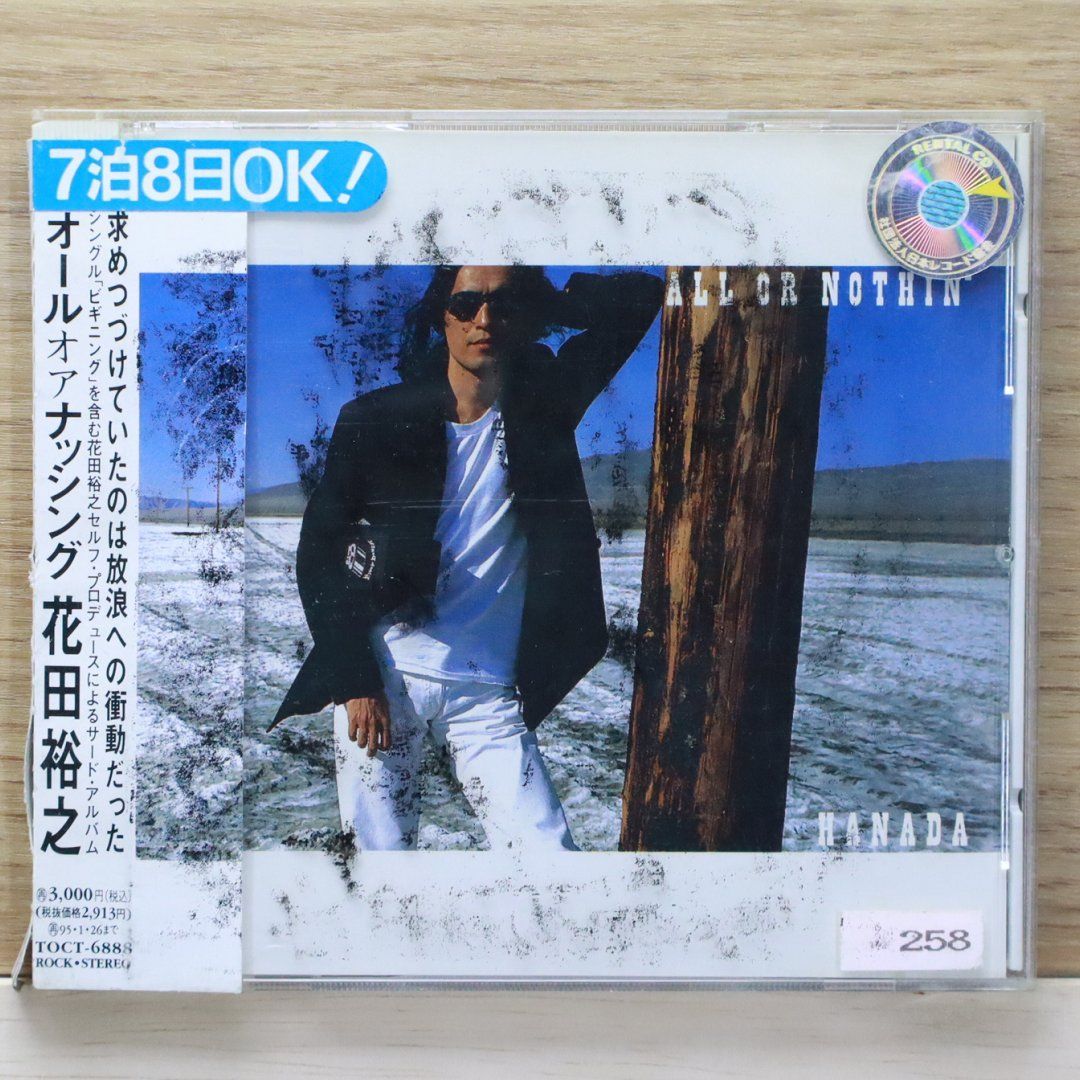 7泊8日OK!
求めつづけていたのは放浪への衝動だった
シングル「ビギニング」を含む花田裕之セルフ・プロデュースによるサード・アルバム
オールオアナッシング 花田裕之
再3,000円(税込)
(税抜価格2,913円)
再95・1・26まで
TOCT-6888
ROCK・STEREO
RENTAL CD
ALL OR NOTHIN'
HANADA
258